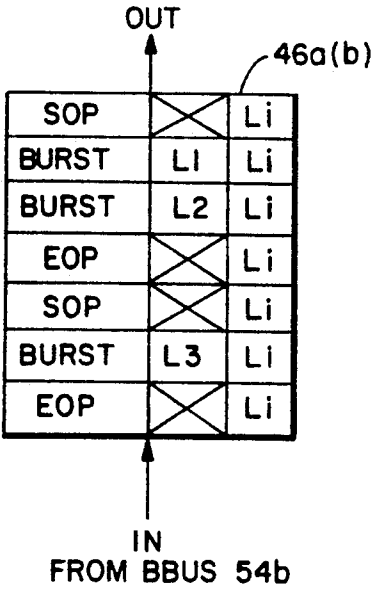 OUT
46a(b)
SOP Li
BURST L1 Li
BURST L2 Li
EOP Li
SOP Li
BURST L3 Li
EOP Li
IN
FROM BBUS 54b